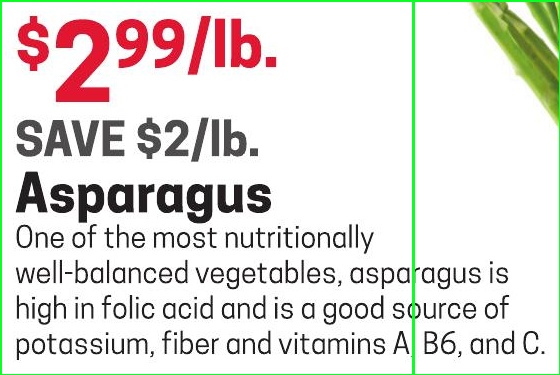 $2.99/lb.
SAVE $2/lb.
Asparagus
One of the most nutritionally
well-balanced vegetables, asparagus is
high in folic acid and is a good source of
potassium, fiber and vitamins A, B6, and C.